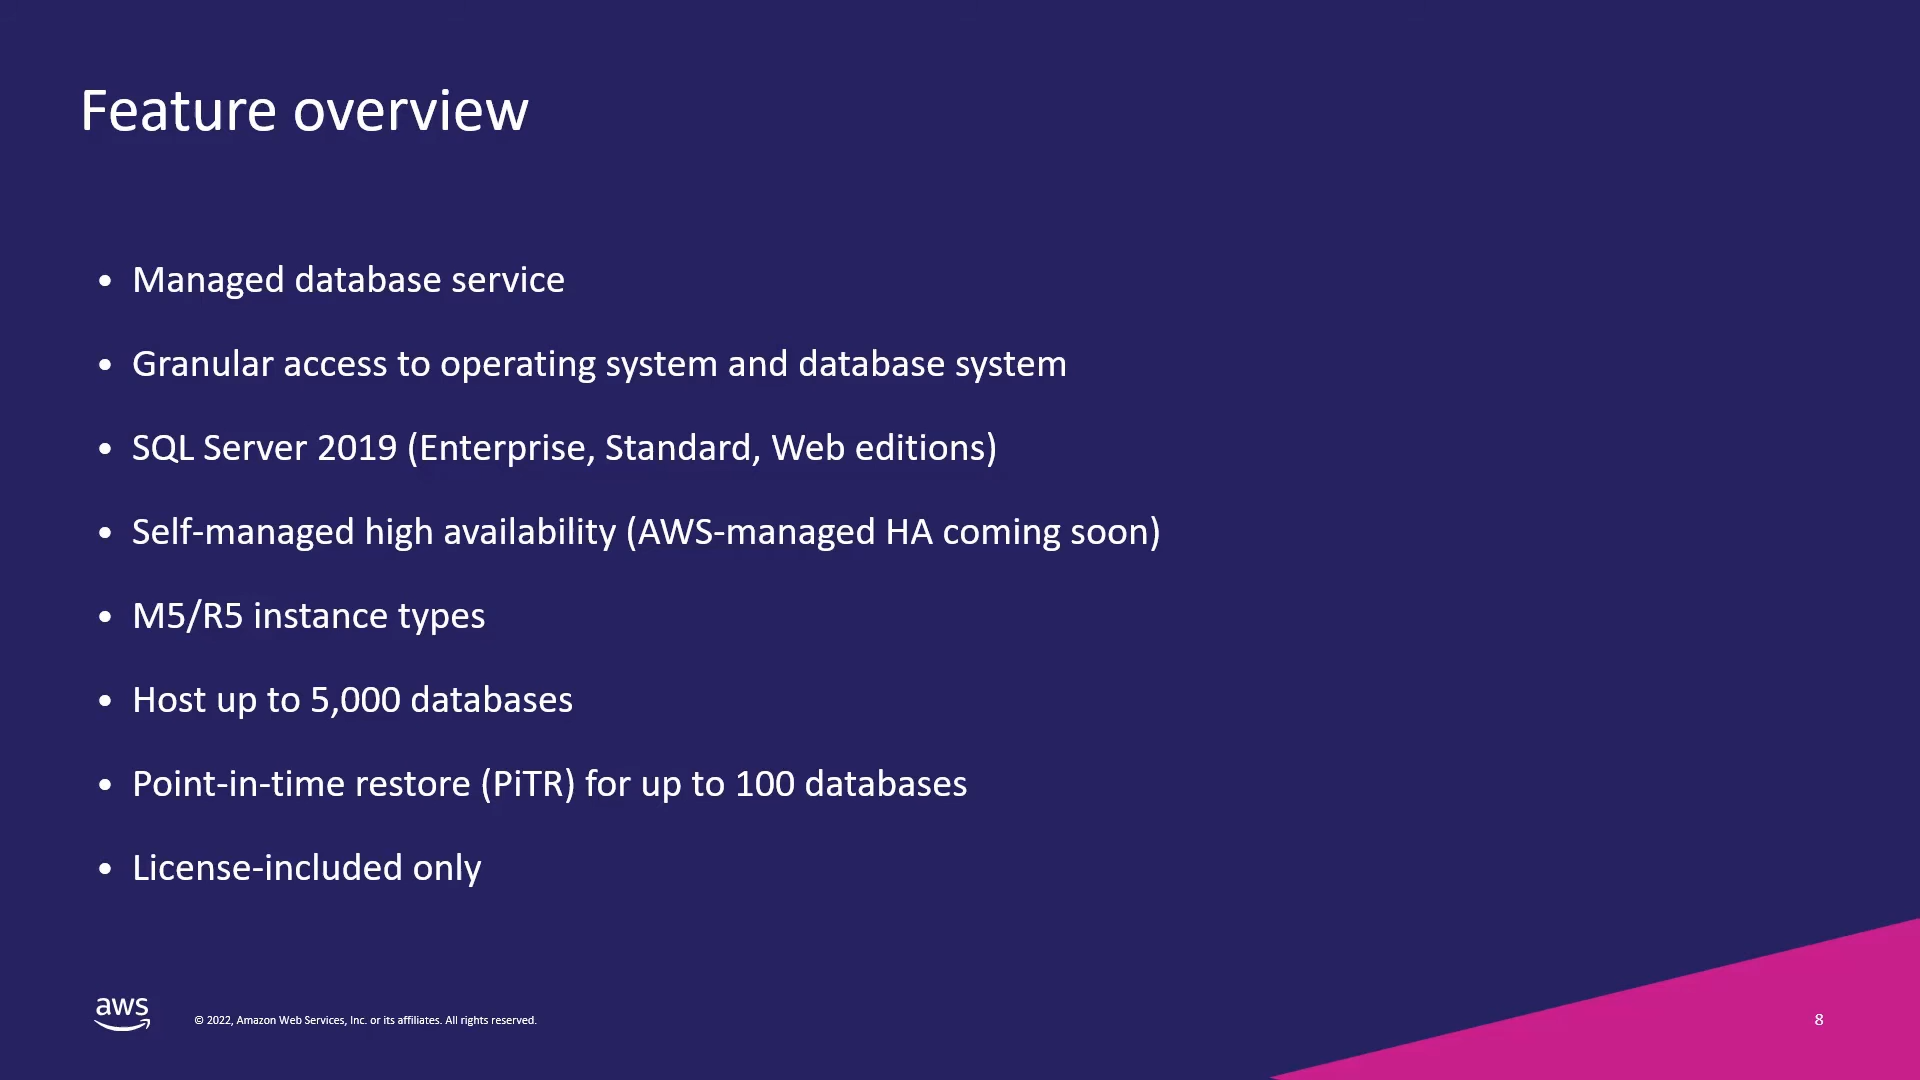 Feature overview
• Managed database service
• Granular access to operating system and database system
• SQL Server 2019 (Enterprise, Standard, Web editions)
• Self-managed high availability (AWS-managed HA coming soon)
• M5/R5 instance types
• Host up to 5,000 databases
• Point-in-time restore (PiTR) for up to 100 databases
• License-included only
aws
© 2022, Amazon Web Services, Inc. or its affiliates. All rights reserved.
8